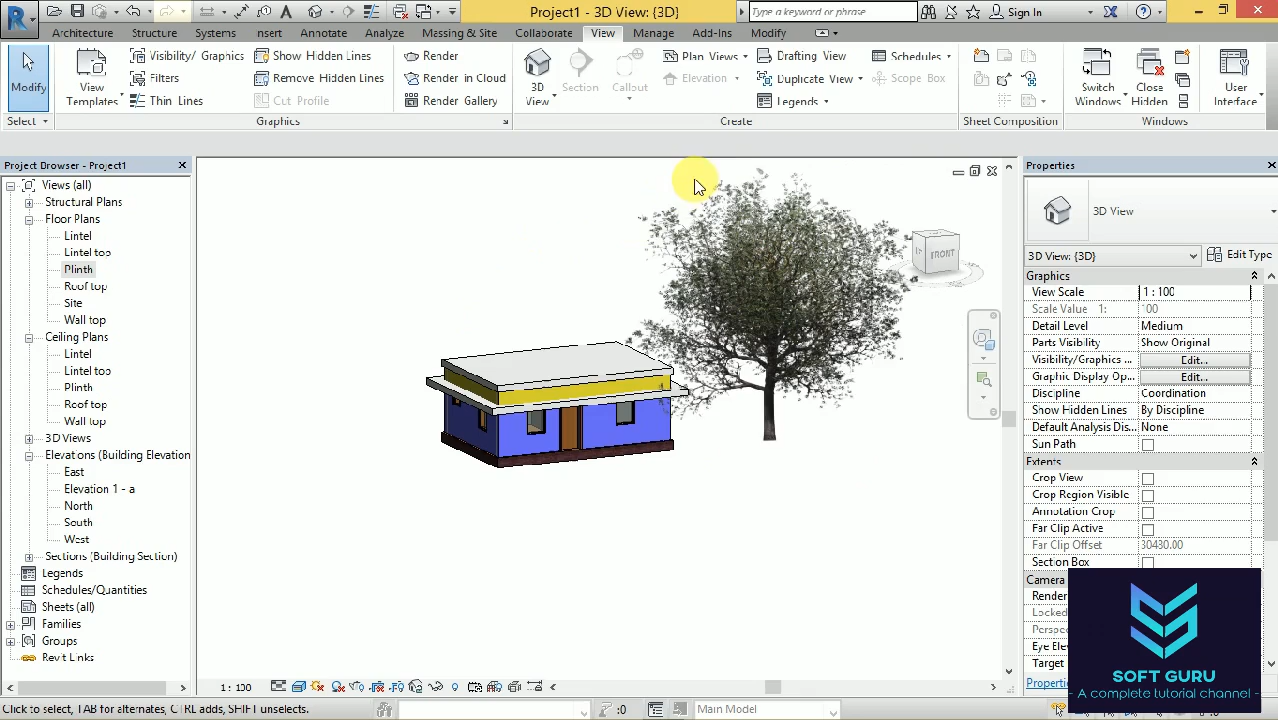 Project1 - 3D View: {3D}
Type a keyword or phrase
Sign In
Architecture Structure Systems Insert Annotate Analyze Massing & Site Collaborate View Manage Add-Ins Modify
Modify
Select
View Templates
Visibility/ Graphics
Filters
Thin Lines
Show Hidden Lines
Remove Hidden Lines
Cut Profile
Graphics
Render
Render in Cloud
Render Gallery
3D View
Section
Callout
Plan Views
Elevation
Drafting View
Duplicate View
Legends
Schedules
Scope Box
Create
Sheet Composition
Switch Windows
Close Hidden
User Interface
Windows
Project Browser - Project1
Views (all)
Structural Plans
Floor Plans
Lintel
Lintel top
Plinth
Roof top
Site
Wall top
Ceiling Plans
Lintel
Lintel top
Plinth
Roof top
Wall top
3D Views
Elevations (Building Elevation
East
Elevation 1 - a
North
South
West
Sections (Building Section)
Legends
Schedules/Quantities
Sheets (all)
Families
Groups
Revit Links
FRONT
Properties
3D View
3D View: {3D}
Edit Type
Graphics
View Scale 1 : 100
Scale Value 1: 100
Detail Level Medium
Parts Visibility Show Original
Visibility/Graphics ... Edit...
Graphic Display Op... Edit...
Discipline Coordination
Show Hidden Lines By Discipline
Default Analysis Dis... None
Sun Path
Extents
Crop View
Crop Region Visible
Annotation Crop
Far Clip Active
Far Clip Offset 30480.00
Section Box
Camera
Render
Locked
Perspe
Eye Ele
Target
Properti
SOFT GURU
- A complete tutorial channel -
1 : 100
Click to select, TAB for alternates, CTRL adds, SHIFT unselects.
:0
Main Model